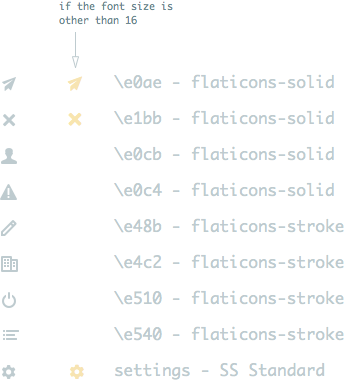 if the font size is
other than 16
\e0ae - flaticons-solid
\e1bb - flaticons-solid
\e0cb - flaticons-solid
\e0c4 - flaticons-solid
\e48b - flaticons-stroke
\e4c2 - flaticons-stroke
\e510 - flaticons-stroke
\e540 - flaticons-stroke
settings - SS Standard